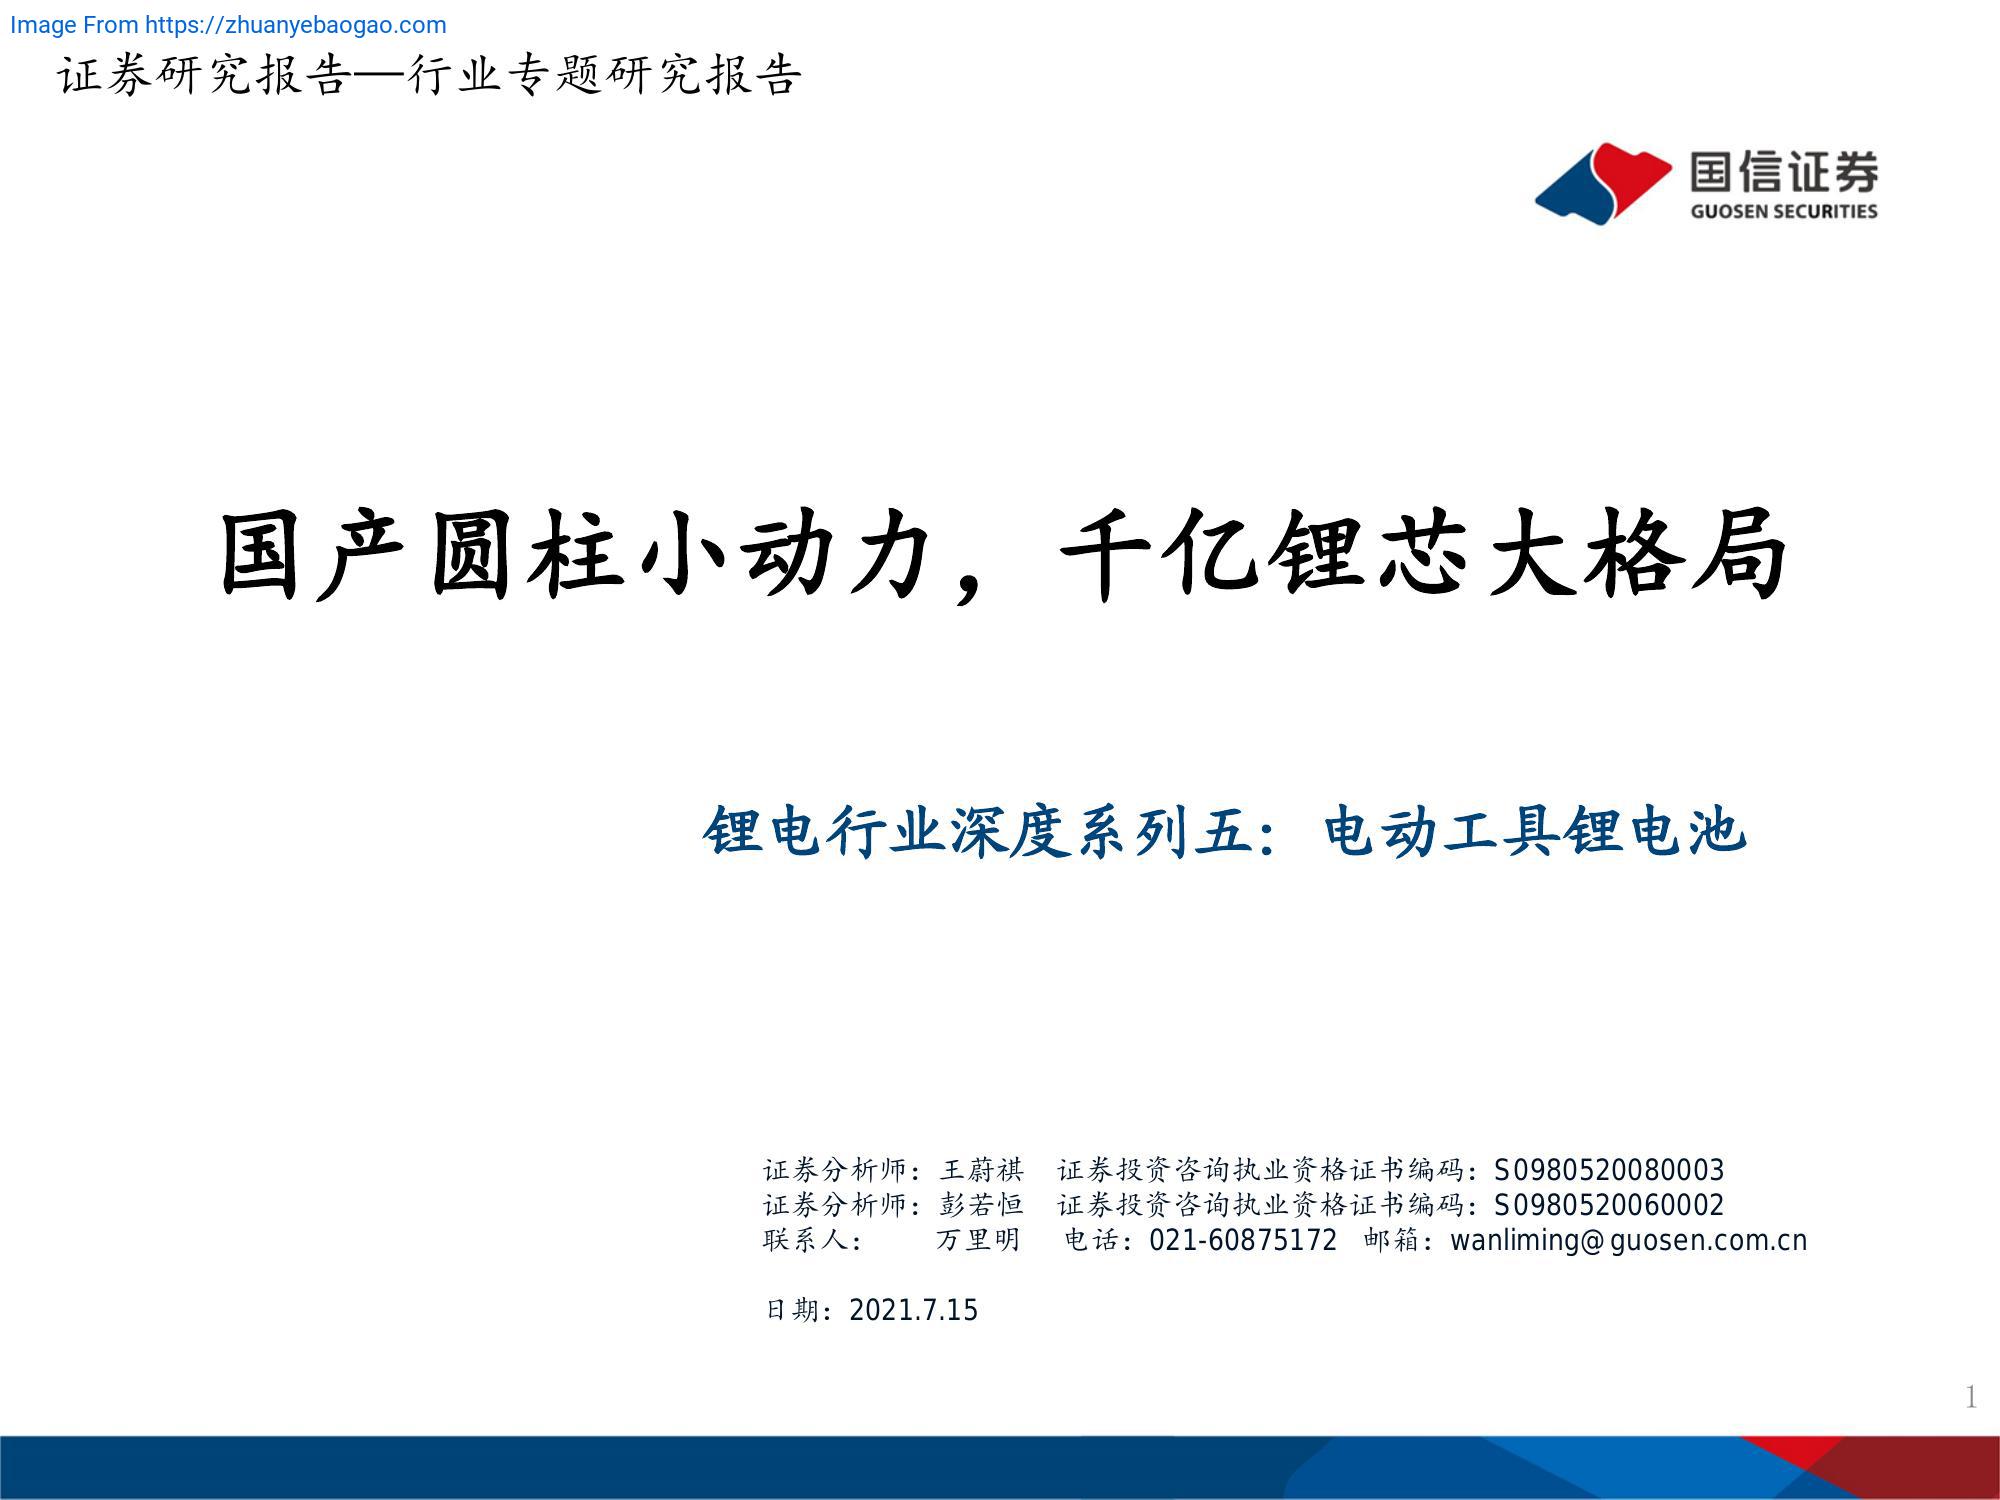 Image From https://zhuanyebaogao.com
证券研究报告—行业专题研究报告
国信证券
GUOSEN SECURITIES
国产圆柱小动力，千亿锂芯大格局
锂电行业深度系列五：电动工具锂电池
证券分析师：王蔚祺 证券投资咨询执业资格证书编码：S0980520080003
证券分析师：彭若恒 证券投资咨询执业资格证书编码：S0980520060002
联系人： 万里明 电话：021-60875172 邮箱：wanliming@guosen.com.cn
日期：2021.7.15
1